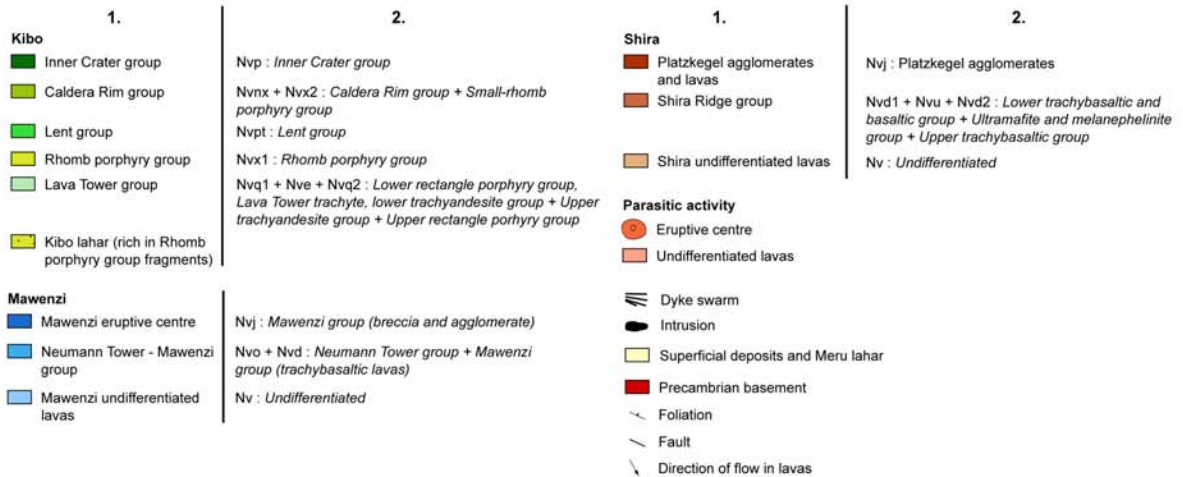 1. 2.
Kibo
Inner Crater group Nvp : Inner Crater group
Caldera Rim group Nvnx + Nvx2 : Caldera Rim group + Small-rhomb
porphyry group
Lent group Nvpt : Lent group
Rhomb porphyry group Nvx1 : Rhomb porphyry group
Lava Tower group Nvq1 + Nve + Nvq2 : Lower rectangle porphyry group,
Lava Tower trachyte, lower trachyandesite group + Upper
trachyandesite group + Upper rectangle porhyry group
Kibo lahar (rich in Rhomb
porphyry group fragments)
Mawenzi
Mawenzi eruptive centre Nvj : Mawenzi group (breccia and agglomerate)
Neumann Tower - Mawenzi Nvo + Nvd : Neumann Tower group + Mawenzi
group group (trachybasaltic lavas)
Mawenzi undifferentiated Nv : Undifferentiated
lavas
1. 2.
Shira
Platzkegel agglomerates Nvj : Platzkegel agglomerates
and lavas
Shira Ridge group Nvd1 + Nvu + Nvd2 : Lower trachybasaltic and
basaltic group + Ultramafite and melanephelinite
group + Upper trachybasaltic group
Shira undifferentiated lavas Nv : Undifferentiated
Parasitic activity
Eruptive centre
Undifferentiated lavas
Dyke swarm
Intrusion
Superficial deposits and Meru lahar
Precambrian basement
Foliation
Fault
Direction of flow in lavas